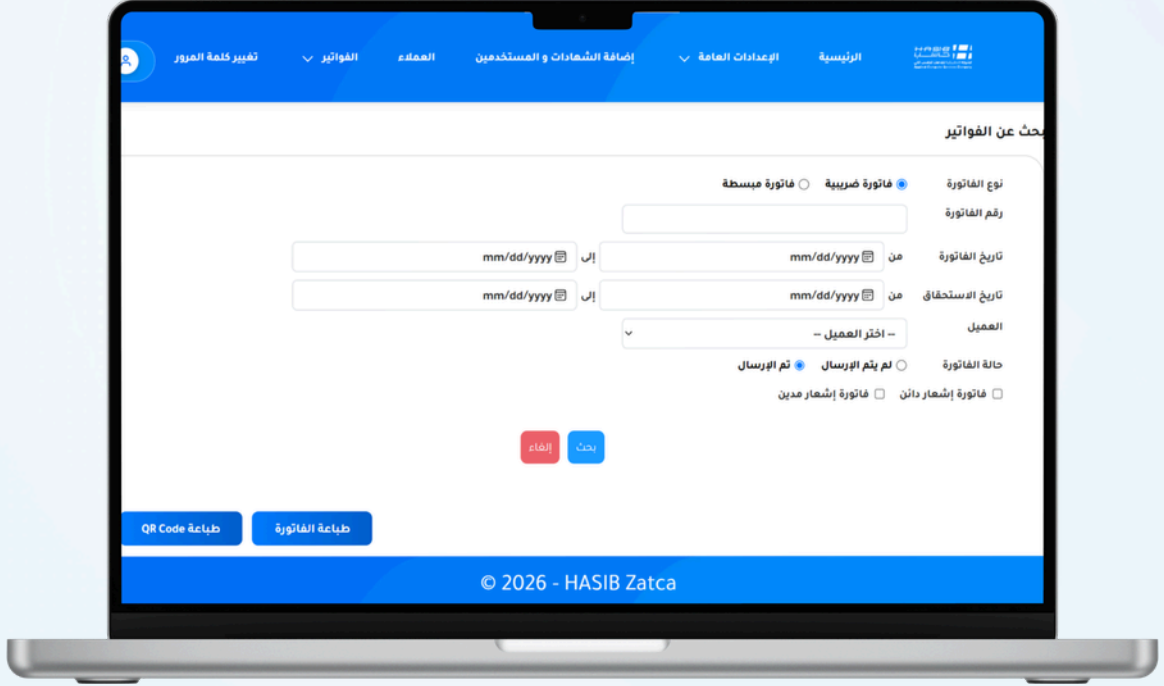 HASIB
حاسب
الرئيسية
الإعدادات العامة
إضافة الشهادات و المستخدمين
العملاء
الفواتير
تغيير كلمة المرور
بحث عن الفواتير
نوع الفاتورة فاتورة ضريبية فاتورة مبسطة
رقم الفاتورة
تاريخ الفاتورة من mm/dd/yyyy إلى mm/dd/yyyy
تاريخ الاستحقاق من mm/dd/yyyy إلى mm/dd/yyyy
العميل -- اختر العميل --
حالة الفاتورة لم يتم الإرسال تم الإرسال
فاتورة إشعار دائن فاتورة إشعار مدين
بحث إلغاء
طباعة الفاتورة طباعة QR Code
© 2026 - HASIB Zatca